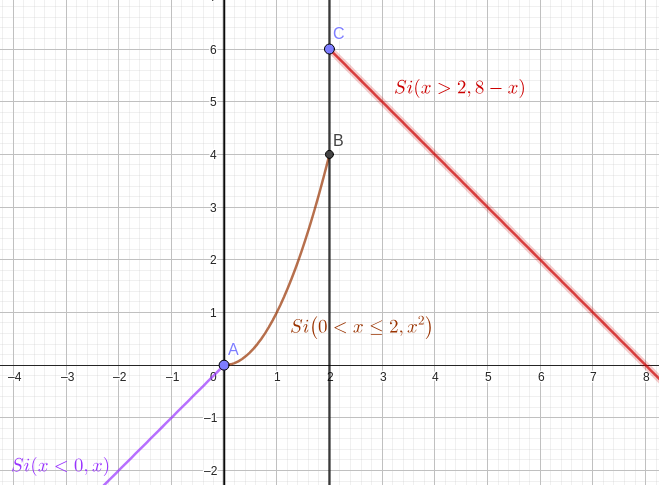 C
6
Si(x > 2, 8 − x)
5
B
4
3
2
1
Si(0 < x ≤ 2, x²)
A
−4 −3 −2 −1 0 1 2 3 4 5 6 7 8
−1
Si(x < 0, x)
−2